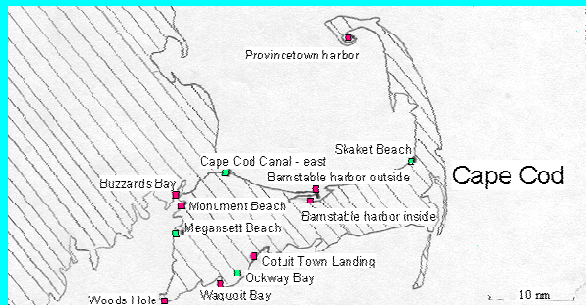 Provincetown harbor
Skaket Beach
Cape Cod Canal - east
Barnstable harbor outside
Cape Cod
Buzzards Bay
Monument Beach
Barnstable harbor inside
Megansett Beach
Cotuit Town Landing
Ockway Bay
Waquoit Bay
10 nm
Woods Hole